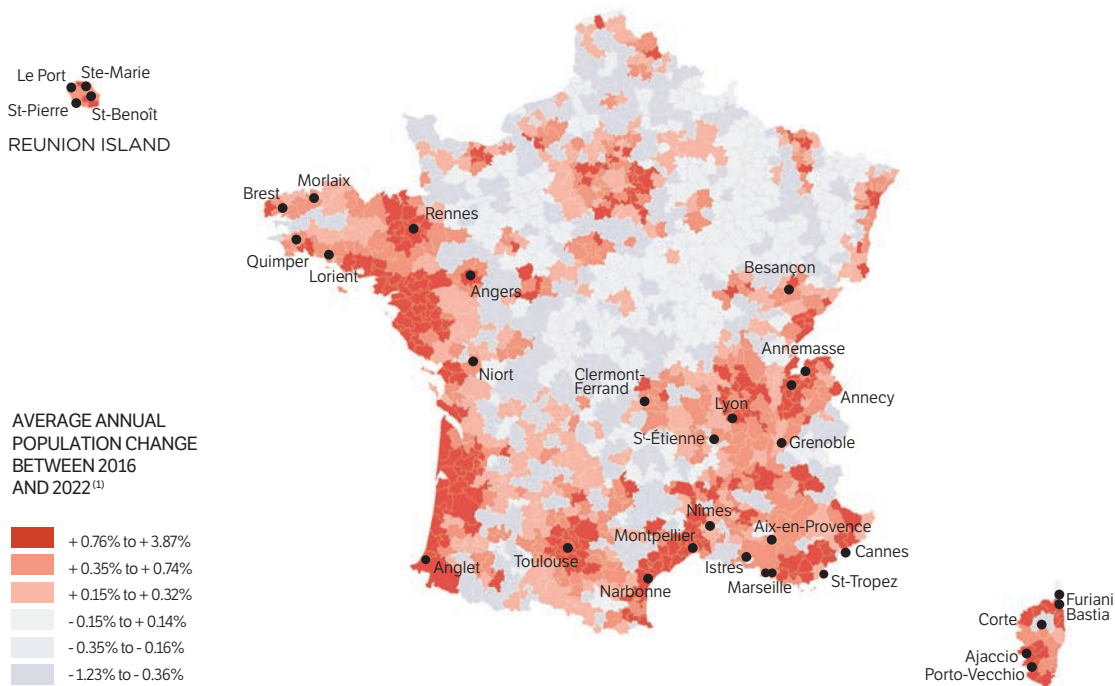 Le Port
Ste-Marie
St-Pierre
St-Benoît
REUNION ISLAND
Morlaix
Brest
Rennes
Quimper
Lorient
Angers
Besançon
Annemasse
Niort
Clermont-
Ferrand
Annecy
Lyon
St-Étienne
Grenoble
AVERAGE ANNUAL
POPULATION CHANGE
BETWEEN 2016
AND 2022 (1)
+ 0.76% to + 3.87%
+ 0.35% to + 0.74%
+ 0.15% to + 0.32%
- 0.15% to + 0.14%
- 0.35% to - 0.16%
- 1.23% to - 0.36%
Nîmes
Montpellier
Aix-en-Provence
Anglet
Toulouse
Istres
Cannes
Narbonne
Marseille
St-Tropez
Furiani
Bastia
Corte
Ajaccio
Porto-Vecchio